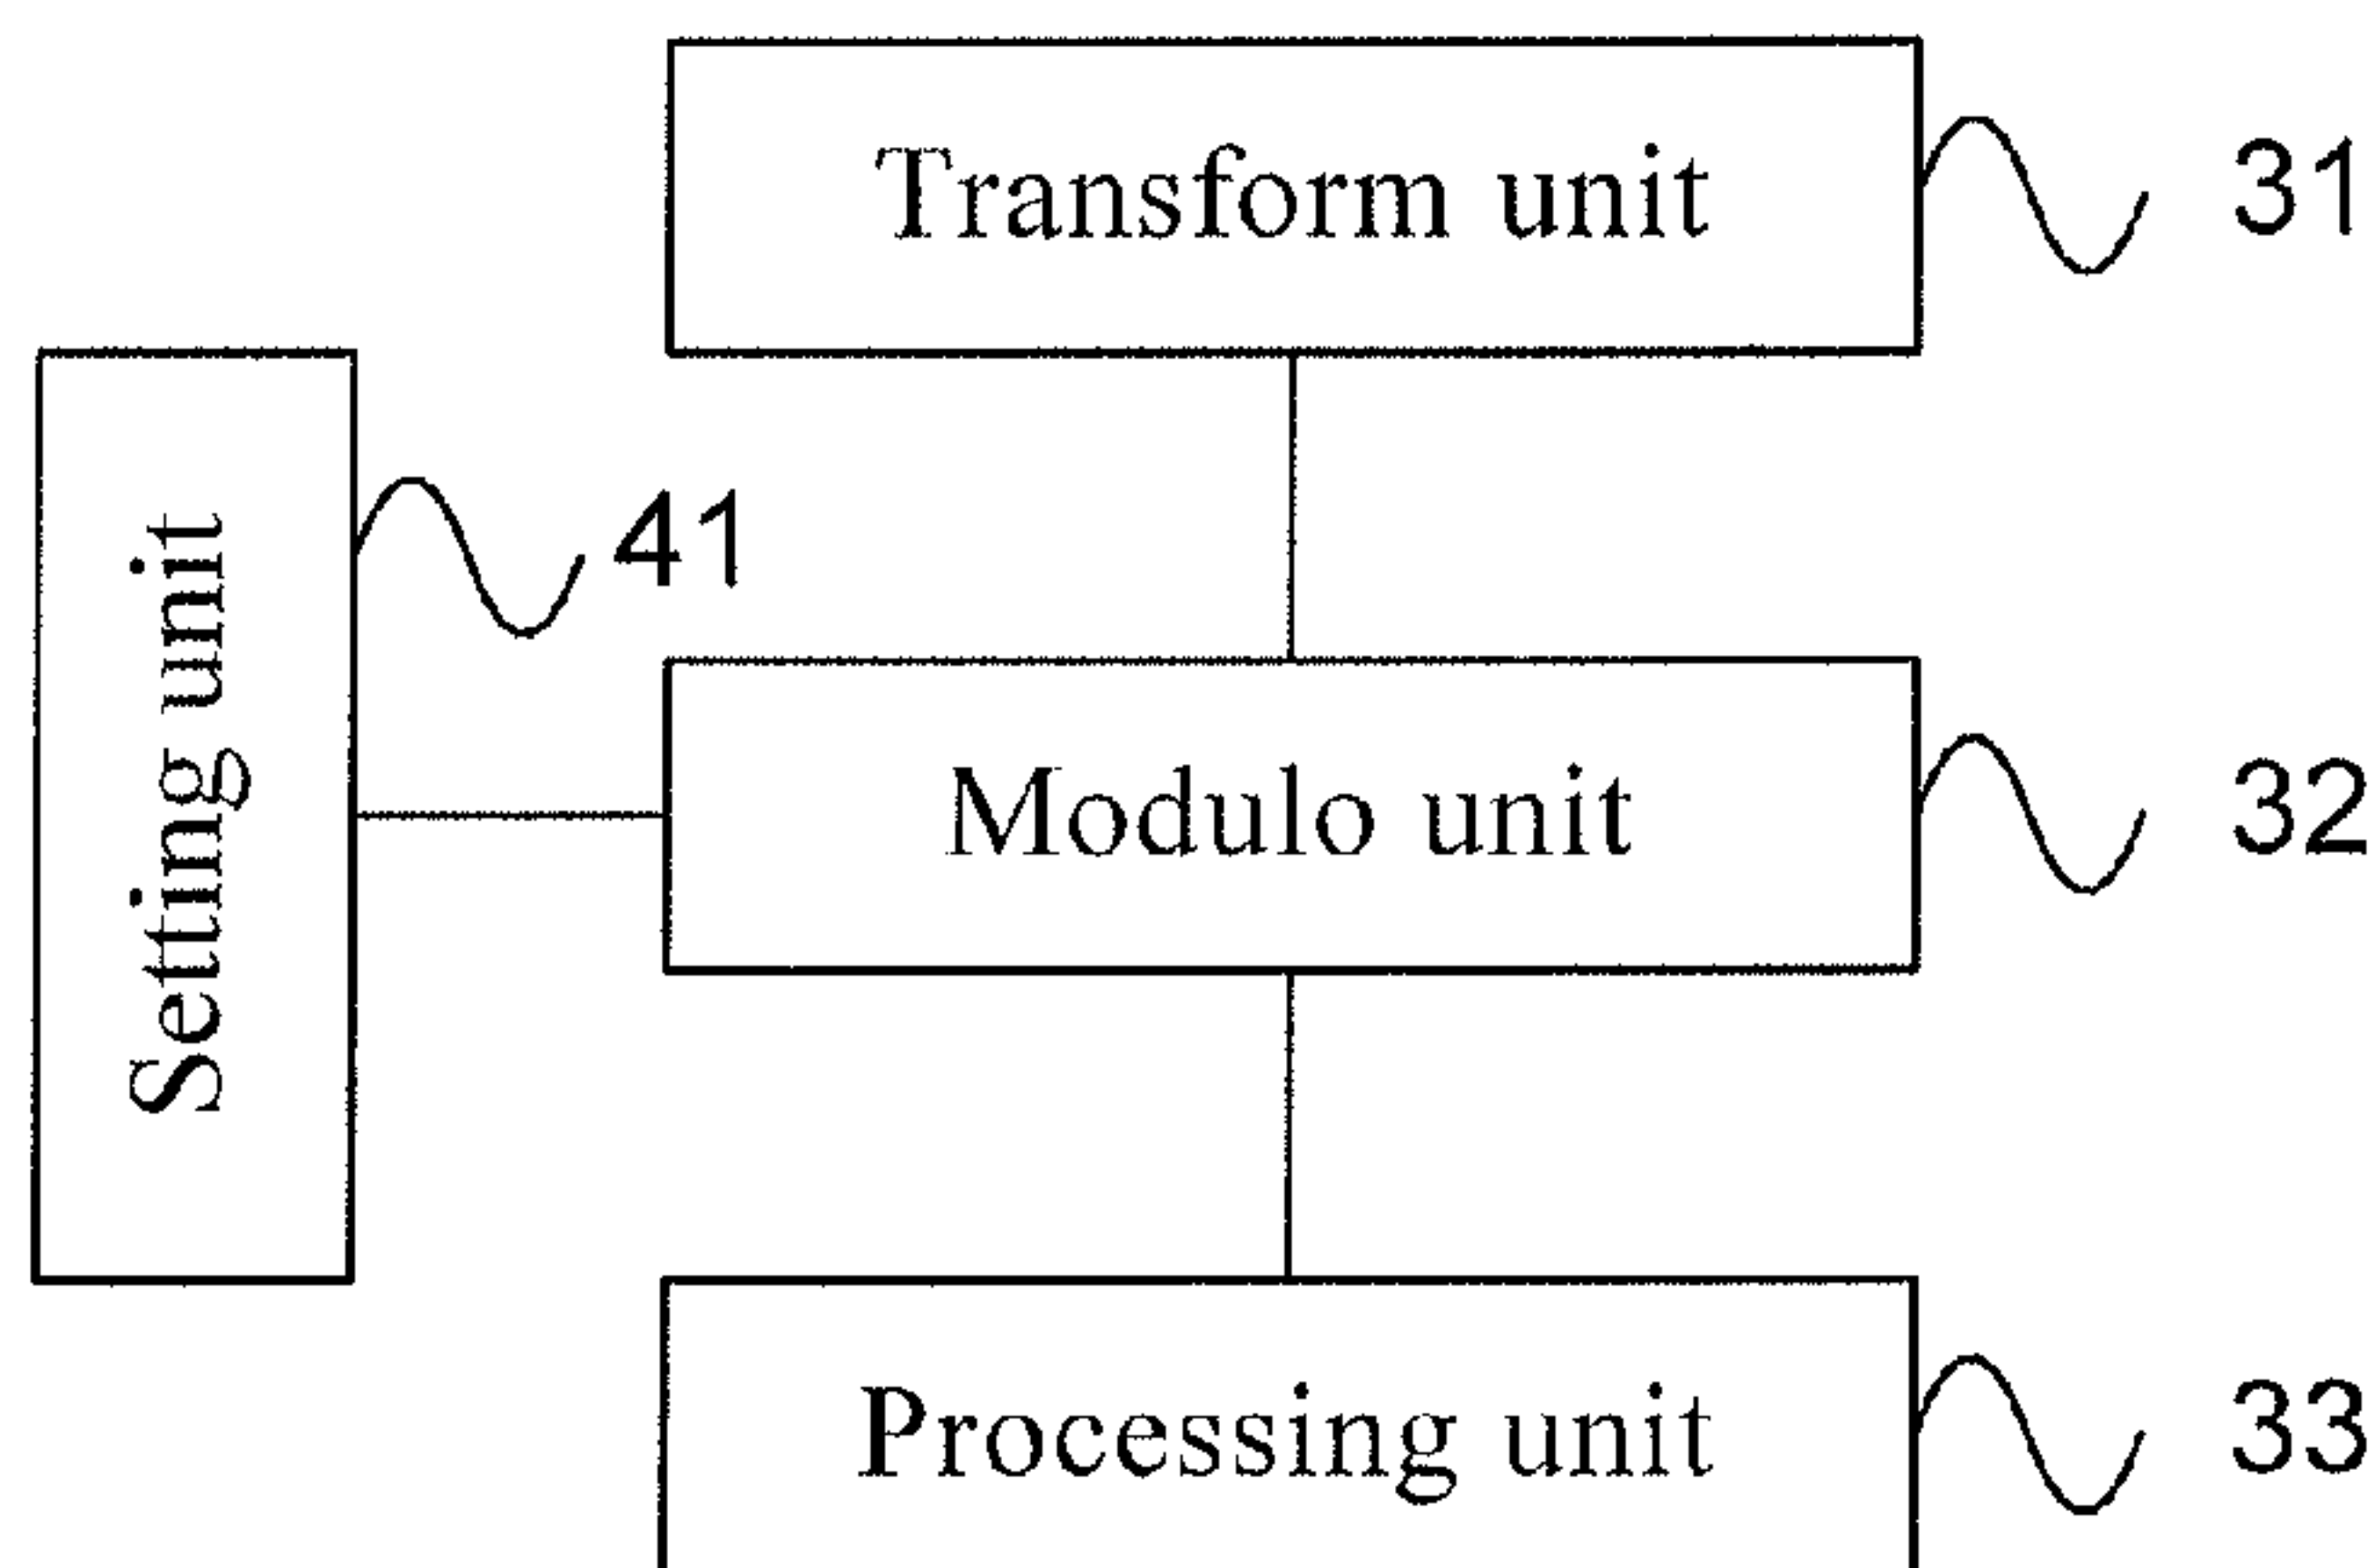 Transform unit
31
Setting unit
41
Modulo unit
32
Processing unit
33